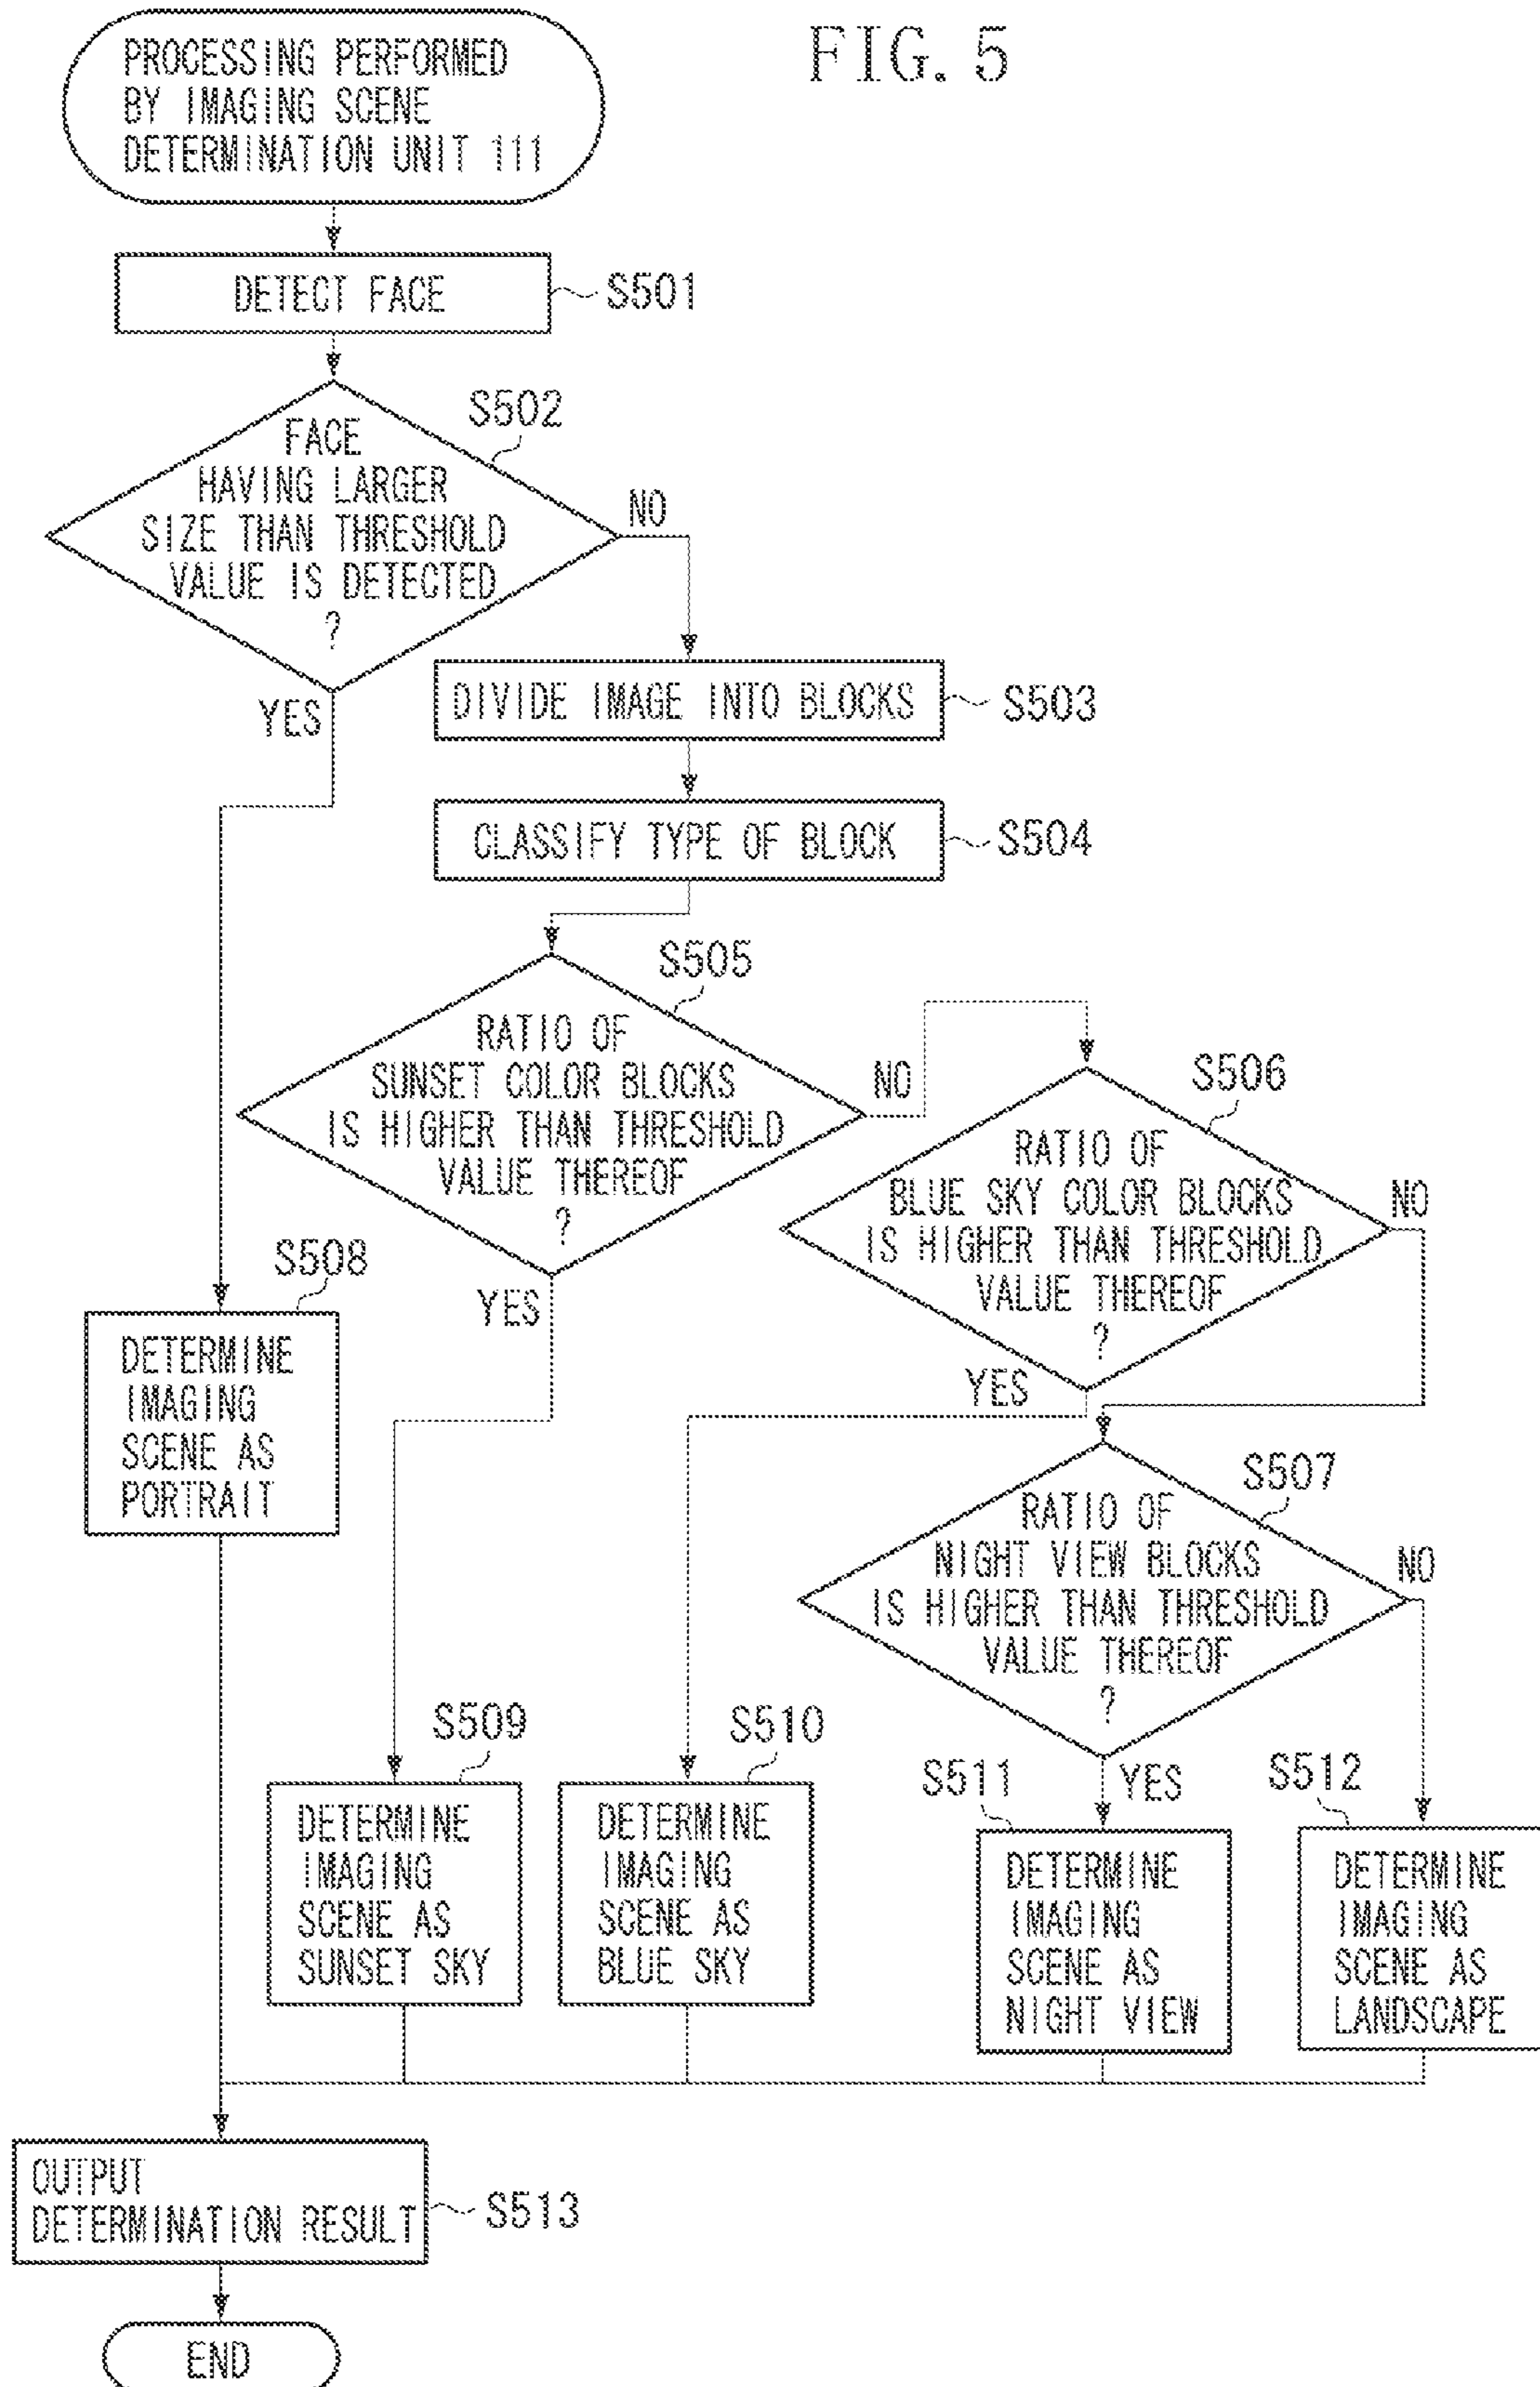 FIG. 5
PROCESSING PERFORMED
BY IMAGING SCENE
DETERMINATION UNIT 111
DETECT FACE
S501
S502
FACE
HAVING LARGER
SIZE THAN THRESHOLD
VALUE IS DETECTED
?
NO
YES
DIVIDE IMAGE INTO BLOCKS
S503
CLASSIFY TYPE OF BLOCK
S504
S505
RATIO OF
SUNSET COLOR BLOCKS
IS HIGHER THAN THRESHOLD
VALUE THEREOF
?
NO
YES
S506
RATIO OF
BLUE SKY COLOR BLOCKS
IS HIGHER THAN THRESHOLD
VALUE THEREOF
?
NO
YES
S507
RATIO OF
NIGHT VIEW BLOCKS
IS HIGHER THAN THRESHOLD
VALUE THEREOF
?
NO
YES
S508
DETERMINE
IMAGING
SCENE AS
PORTRAIT
S509
DETERMINE
IMAGING
SCENE AS
SUNSET SKY
S510
DETERMINE
IMAGING
SCENE AS
BLUE SKY
S511
DETERMINE
IMAGING
SCENE AS
NIGHT VIEW
S512
DETERMINE
IMAGING
SCENE AS
LANDSCAPE
OUTPUT
DETERMINATION RESULT
S513
END